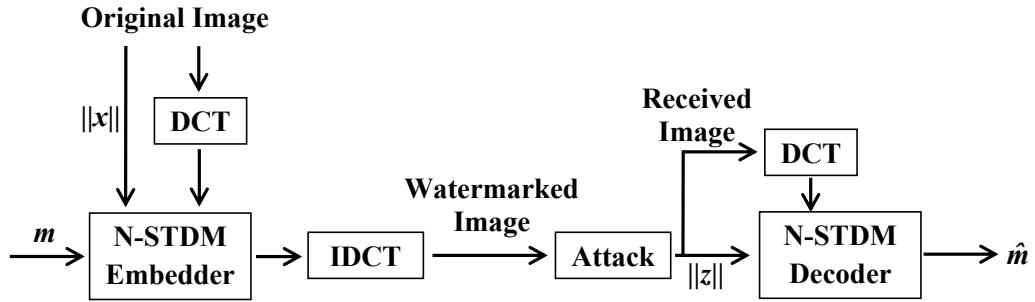 Original Image
||x||
DCT
m
N-STDM
Embedder
IDCT
Watermarked
Image
Attack
Received
Image
DCT
||z||
N-STDM
Decoder
m̂